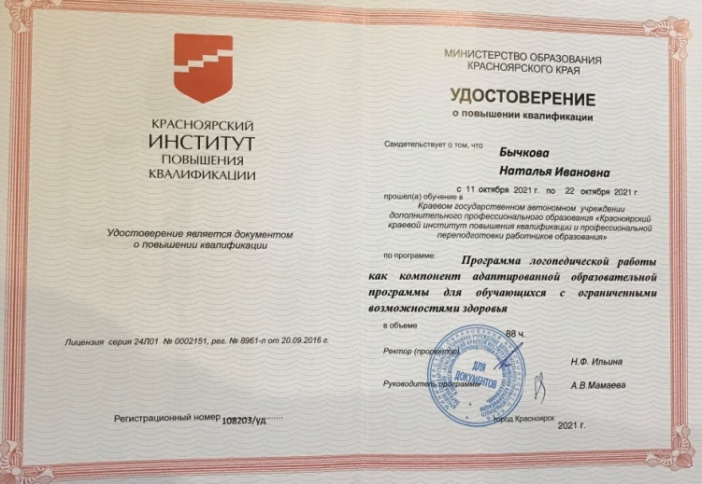 КРАСНОЯРСКИЙ
ИНСТИТУТ
ПОВЫШЕНИЯ
КВАЛИФИКАЦИИ
Удостоверение является документом
о повышении квалификации
Лицензия серия 24Л01 № 0002151, рег. № 8961-л от 20.09.2016 г.
Регистрационный номер 108203/уд
МИНИСТЕРСТВО ОБРАЗОВАНИЯ
КРАСНОЯРСКОГО КРАЯ
УДОСТОВЕРЕНИЕ
о повышении квалификации
Свидетельствует о том, что
Бычкова
Наталья Ивановна
с 11 октября 2021 г. по 22 октября 2021 г.
прошел(а) обучение в
Краевом государственном автономном учреждении
дополнительного профессионального образования «Красноярский
краевой институт повышения квалификации и профессиональной
переподготовки работников образования»
по программе:
Программа логопедической работы
как компонент адаптированной образовательной
программы для обучающихся с ограниченными
возможностями здоровья
в объеме
88 ч.
Ректор (проректор)
Н.Ф. Ильина
ДЛЯ
ДОКУМЕНТОВ
Руководитель программы
А.В.Мамаева
город Красноярск
2021 г.